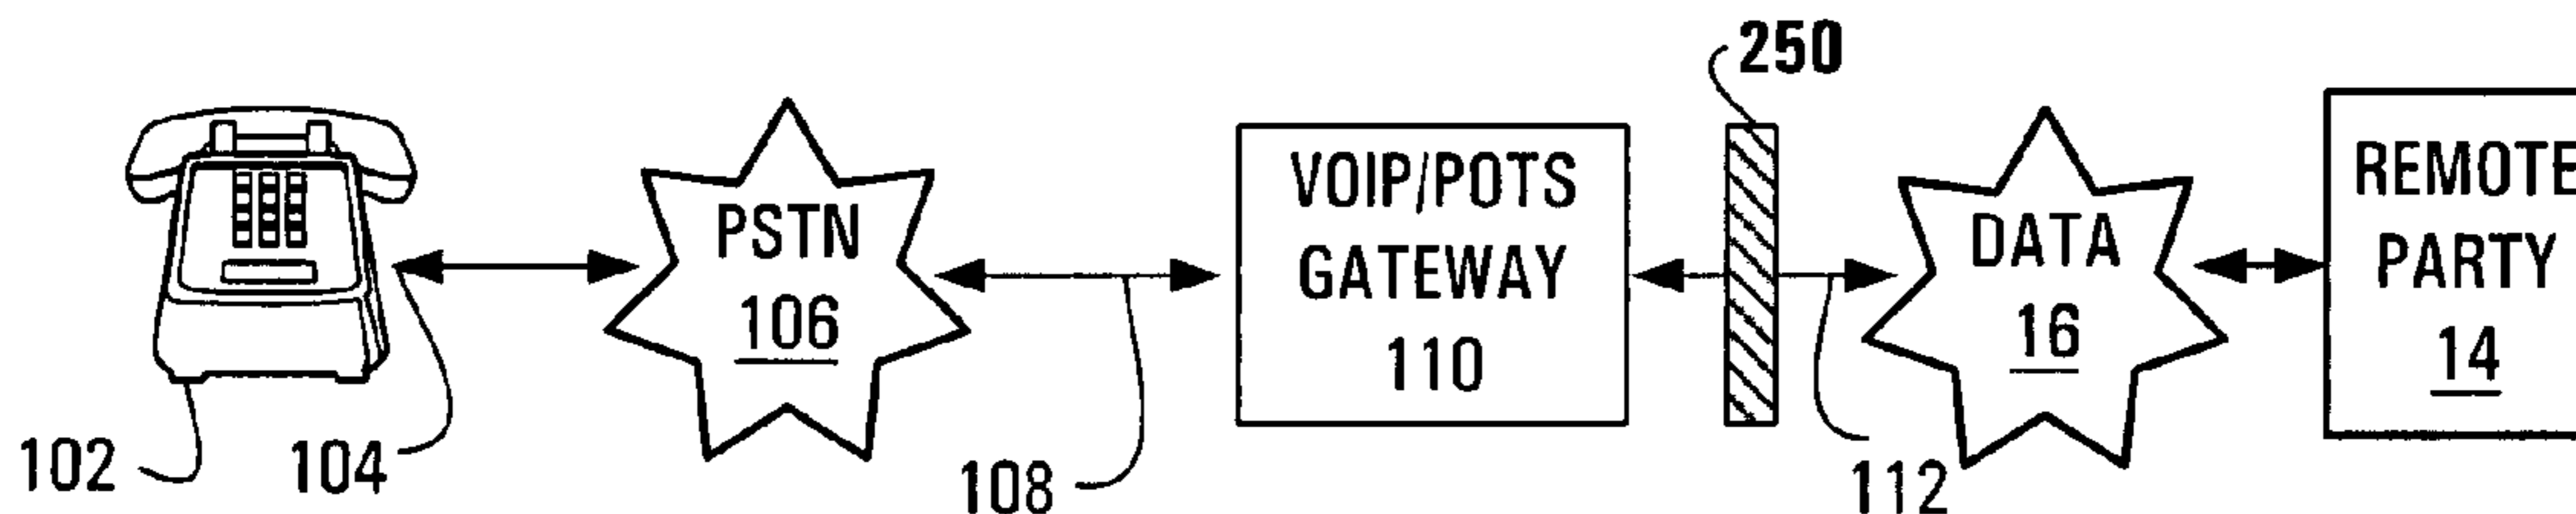 250
VOIP/POTS
GATEWAY
110
PSTN
106
DATA
16
REMOTE
PARTY
14
102
104
108
112